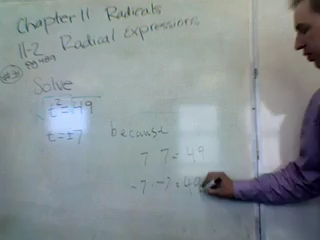 Chapter 11 Radicals
11-2 Radical expressions
Solve
t² = 49
t = ±7
because
7 7 = 49
-7 · -7 = 49